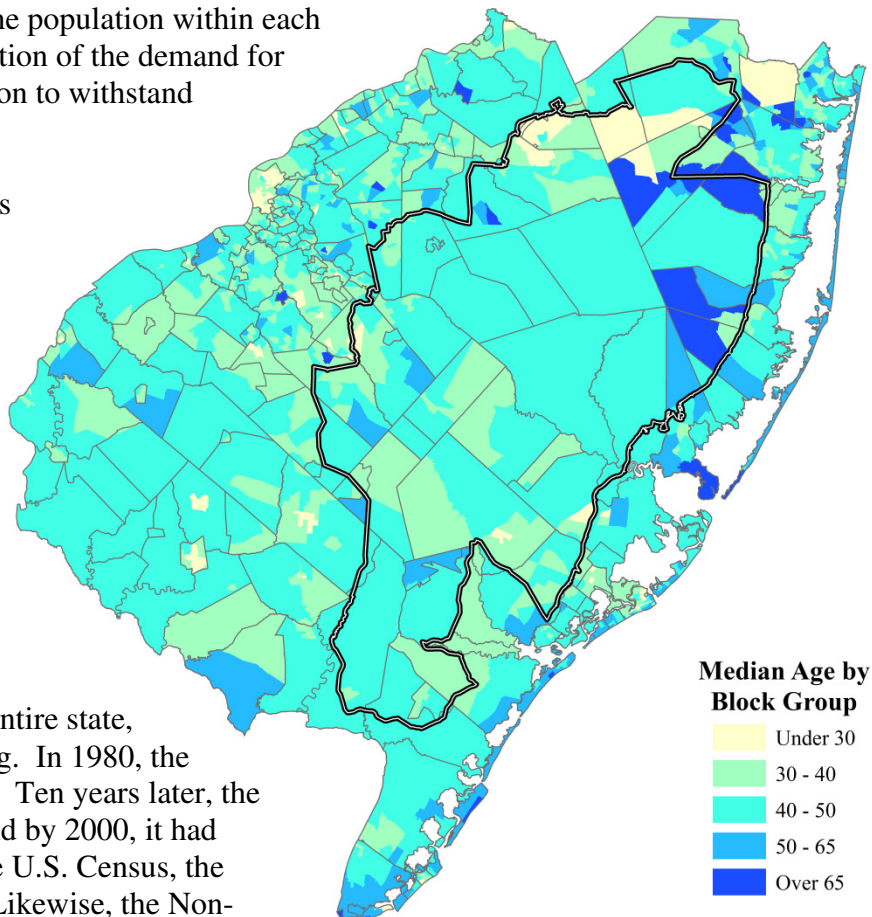 ne population within each
tion of the demand for
on to withstand
s
ntire state,
g. In 1980, the
Ten years later, the
d by 2000, it had
e U.S. Census, the
Likewise, the Non-
Median Age by
Block Group
Under 30
30 - 40
40 - 50
50 - 65
Over 65